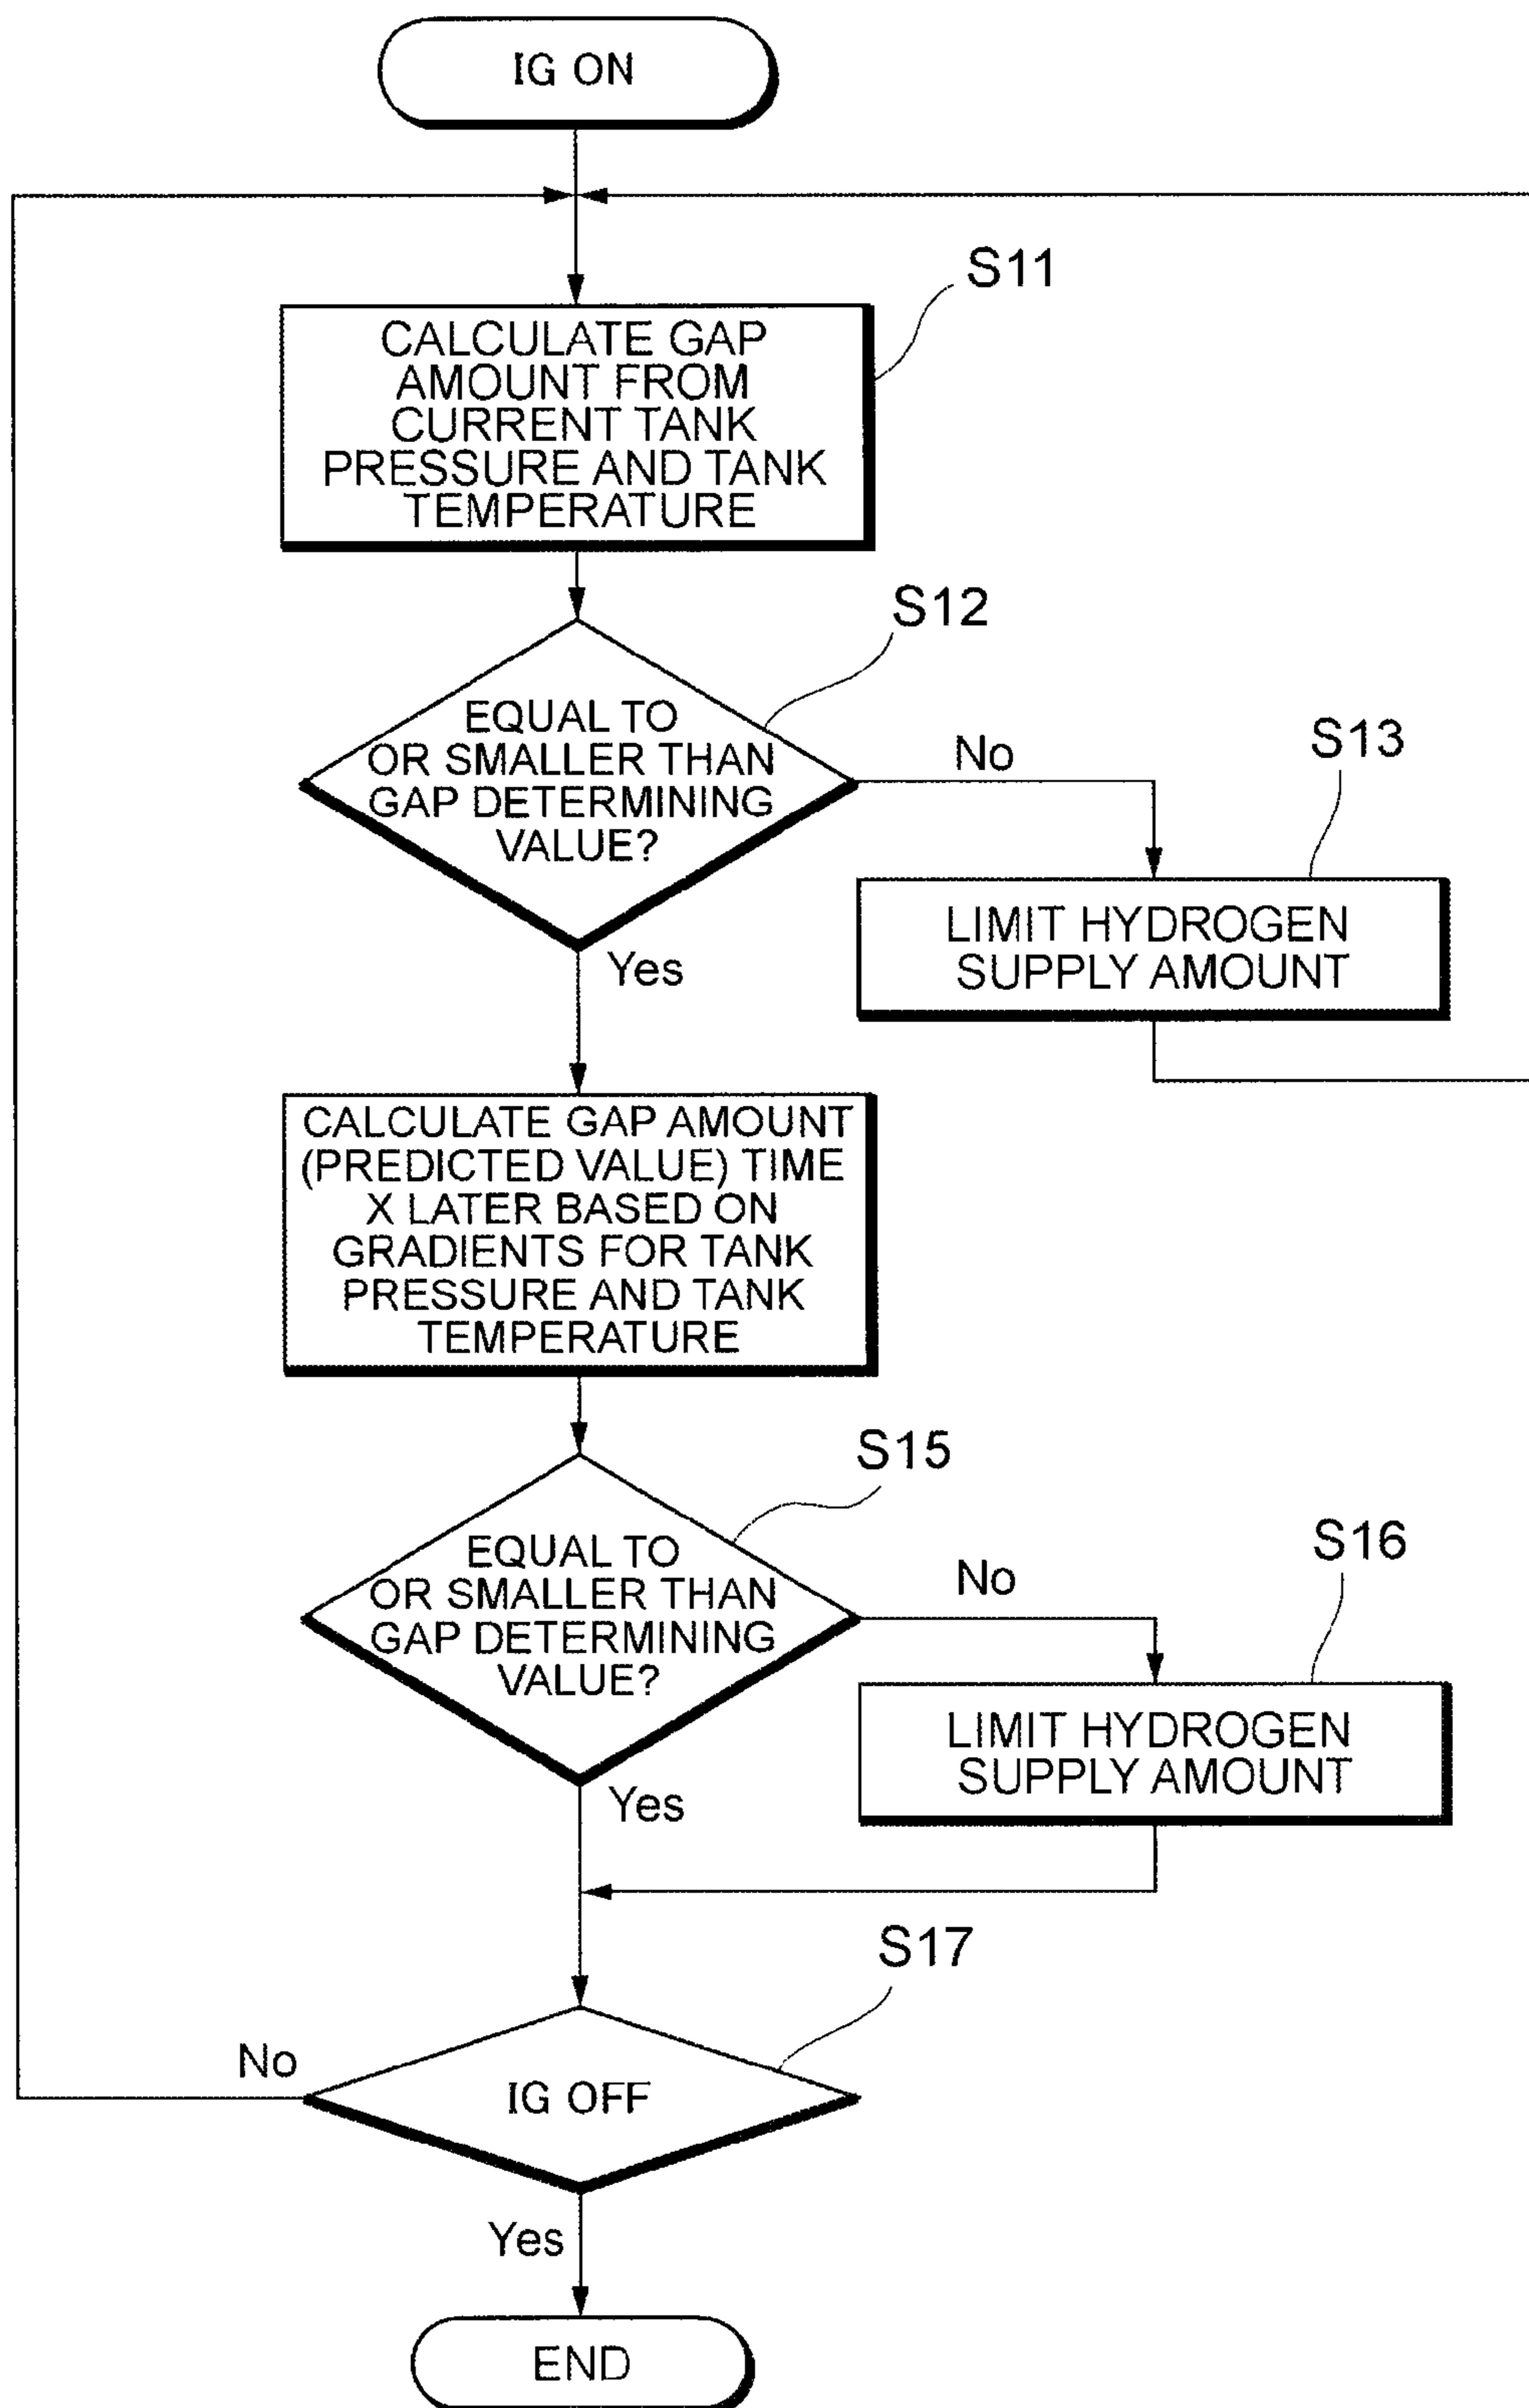 IG ON
S11
CALCULATE GAP
AMOUNT FROM
CURRENT TANK
PRESSURE AND TANK
TEMPERATURE
S12
EQUAL TO
OR SMALLER THAN
GAP DETERMINING
VALUE?
No
S13
LIMIT HYDROGEN
SUPPLY AMOUNT
Yes
CALCULATE GAP AMOUNT
(PREDICTED VALUE) TIME
X LATER BASED ON
GRADIENTS FOR TANK
PRESSURE AND TANK
TEMPERATURE
S15
EQUAL TO
OR SMALLER THAN
GAP DETERMINING
VALUE?
No
S16
LIMIT HYDROGEN
SUPPLY AMOUNT
Yes
S17
No
IG OFF
Yes
END